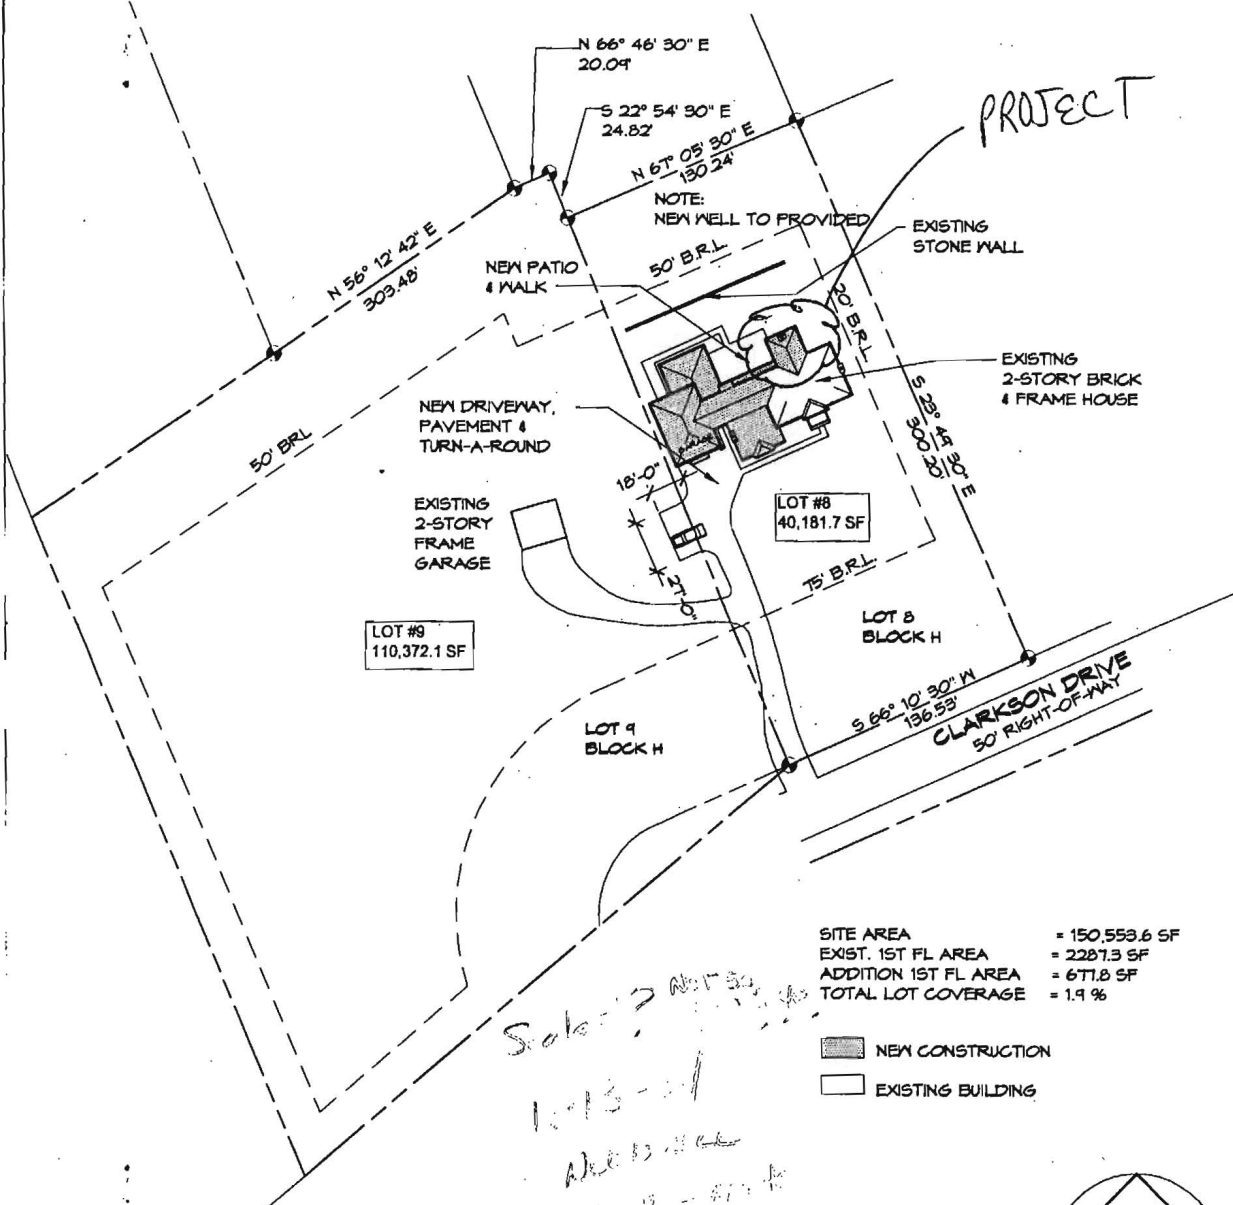 N 66° 46' 30" E
20.09'
S 22° 54' 30" E
24.82'
N 67° 05' 30" E
130.24'
PROJECT
NOTE:
NEW WELL TO PROVIDED
EXISTING
STONE WALL
N 56° 12' 42" E
303.48'
NEW PATIO
& WALK
50' B.R.L.
20' B.R.L.
EXISTING
2-STORY BRICK
& FRAME HOUSE
S 23° 49' 30" E
300.20'
NEW DRIVEWAY,
PAVEMENT &
TURN-A-ROUND
50' BRL
18'-0"
EXISTING
2-STORY
FRAME
GARAGE
LOT #8
40,181.7 SF
27'-0"
75' B.R.L.
LOT 8
BLOCK H
LOT #9
110,372.1 SF
S 66° 10' 30" W
136.53'
CLARKSON DRIVE
50' RIGHT-OF-WAY
LOT 9
BLOCK H
SITE AREA = 150,553.6 SF
EXIST. 1ST FL AREA = 2287.3 SF
ADDITION 1ST FL AREA = 677.8 SF
TOTAL LOT COVERAGE = 1.9 %
NEW CONSTRUCTION
EXISTING BUILDING